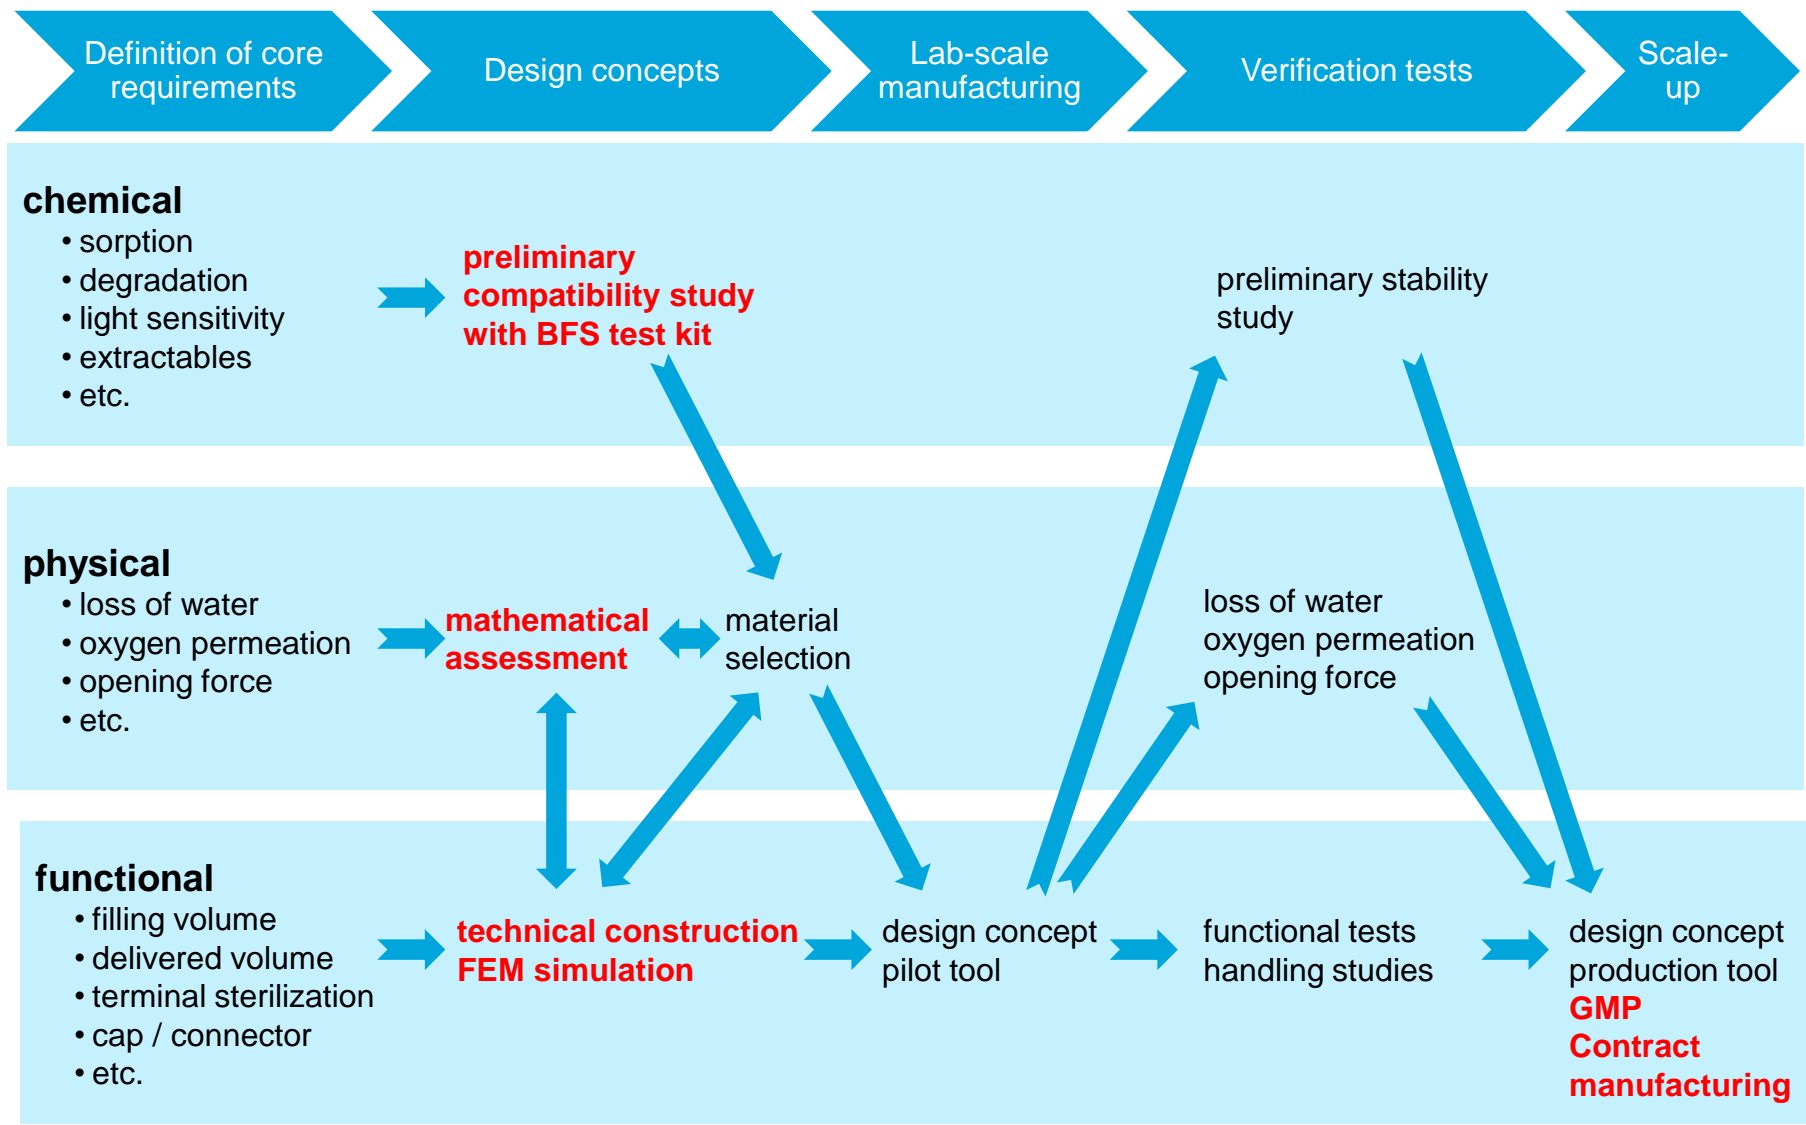 Definition of core
requirements
Design concepts
Lab-scale
manufacturing
Verification tests
Scale-
up
chemical
• sorption
• degradation
• light sensitivity
• extractables
• etc.
preliminary
compatibility study
with BFS test kit
preliminary stability
study
physical
• loss of water
• oxygen permeation
• opening force
• etc.
mathematical
assessment
material
selection
loss of water
oxygen permeation
opening force
functional
• filling volume
• delivered volume
• terminal sterilization
• cap / connector
• etc.
technical construction
FEM simulation
design concept
pilot tool
functional tests
handling studies
design concept
production tool
GMP
Contract
manufacturing